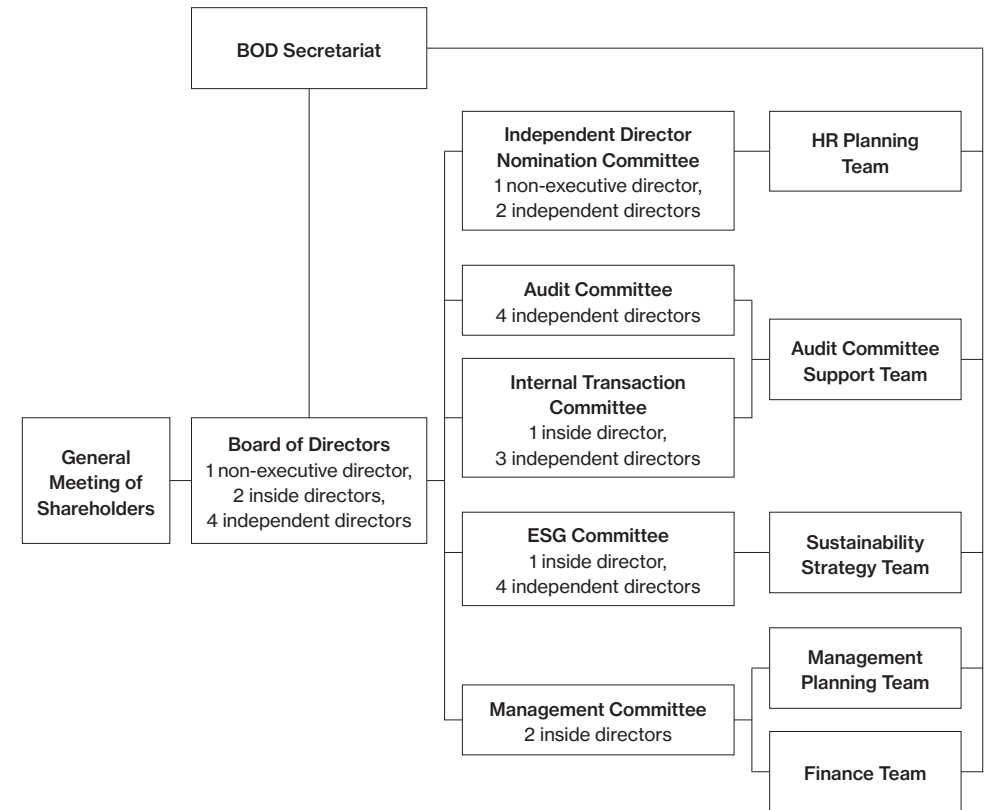 BOD Secretariat
Independent Director
Nomination Committee
1 non-executive director,
2 independent directors
HR Planning
Team
Audit Committee
4 independent directors
Audit Committee
Support Team
Internal Transaction
Committee
1 inside director,
3 independent directors
General
Meeting of
Shareholders
Board of Directors
1 non-executive director,
2 inside directors,
4 independent directors
ESG Committee
1 inside director,
4 independent directors
Sustainability
Strategy Team
Management
Planning Team
Management Committee
2 inside directors
Finance Team